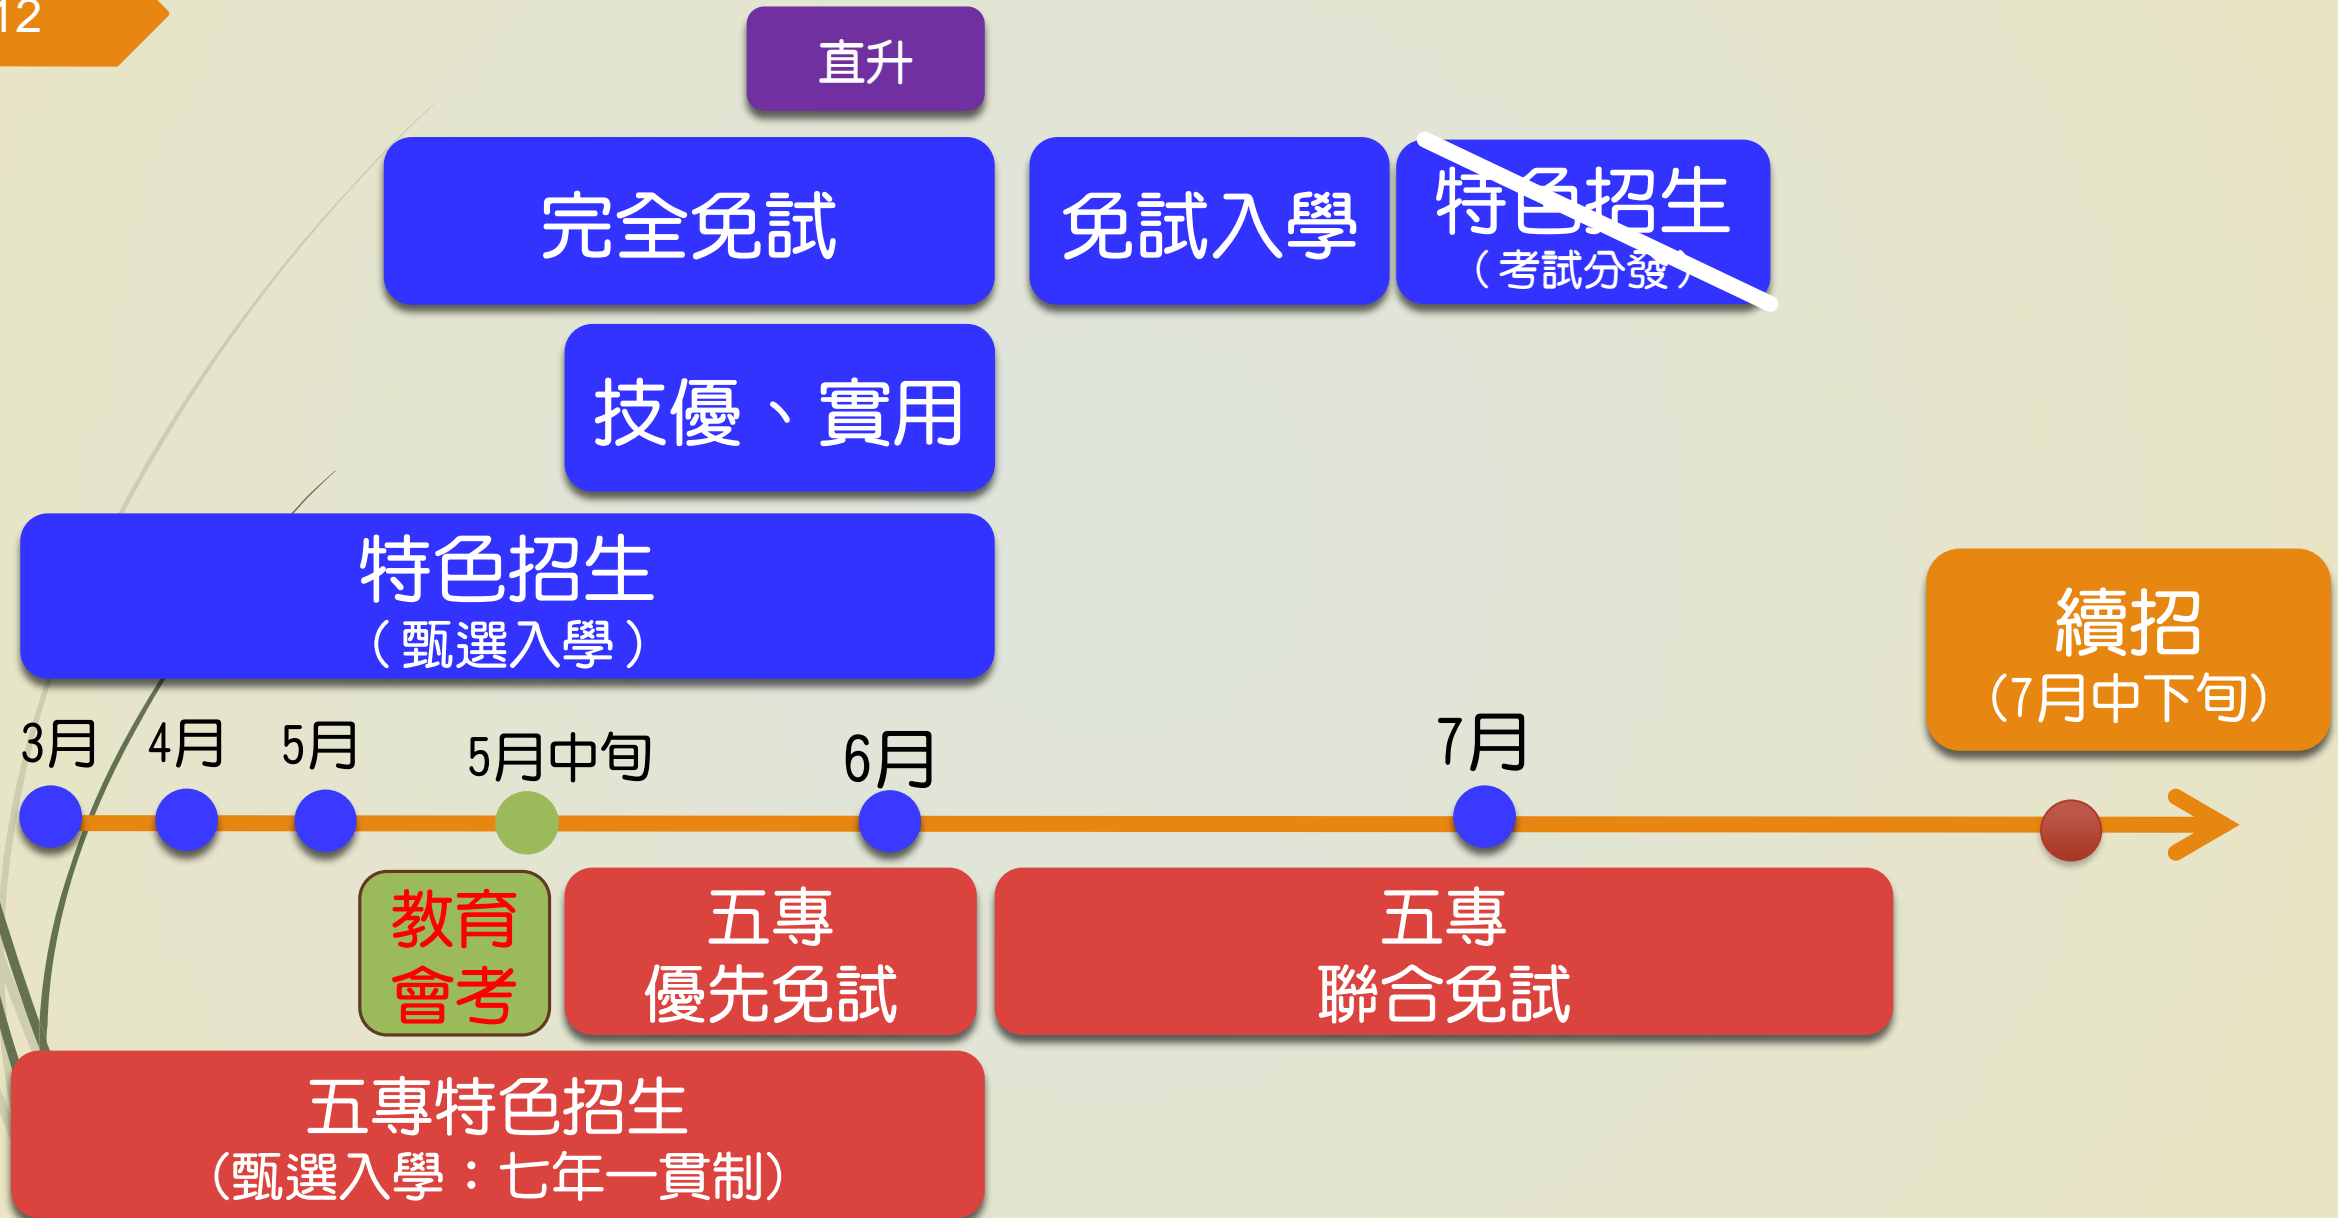 12
直升
完全免試
免試入學
特色招生
（考試分發）
技優、實用
特色招生
（甄選入學）
續招
(7月中下旬)
3月
4月
5月
5月中旬
6月
7月
教育
會考
五專
優先免試
五專
聯合免試
五專特色招生
(甄選入學：七年一貫制)